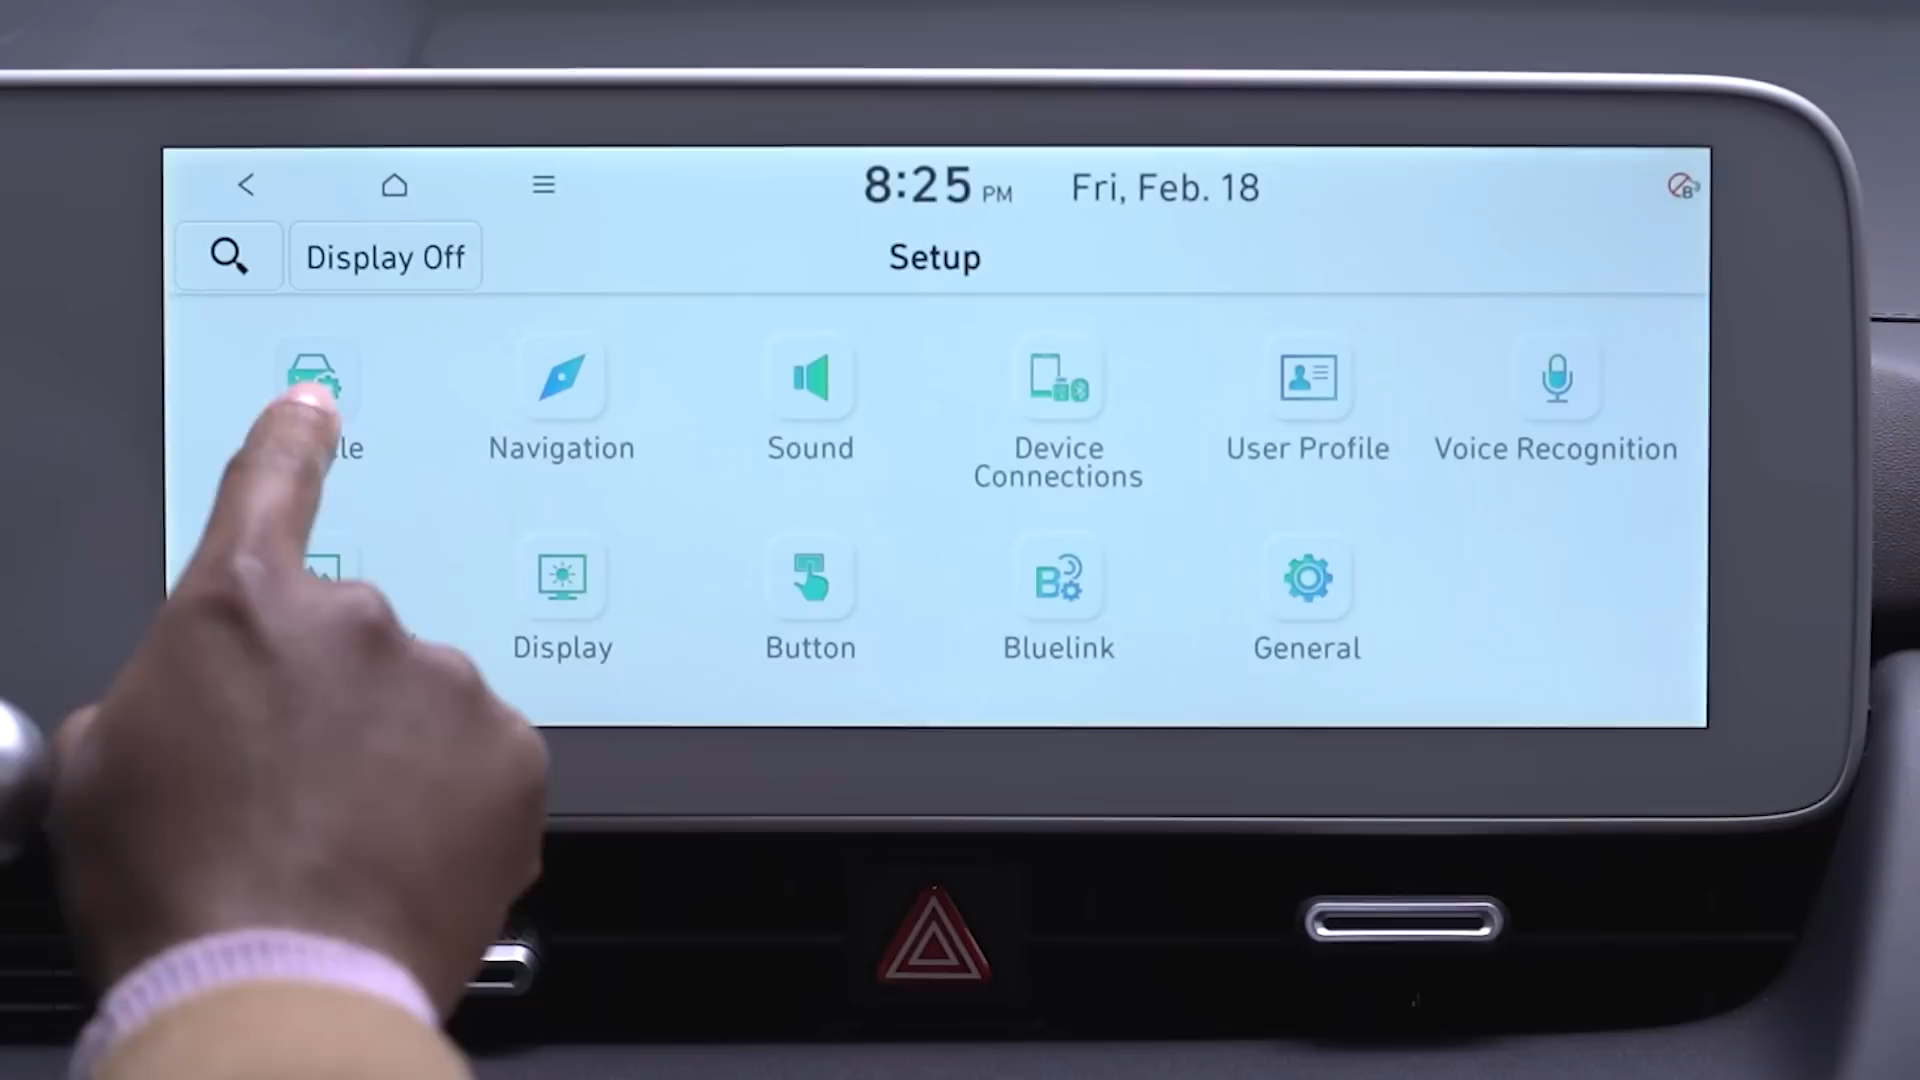 8:25 PM Fri, Feb. 18
Display Off
Setup
Navigation
Sound
Device
Connections
User Profile
Voice Recognition
Display
Button
Bluelink
General